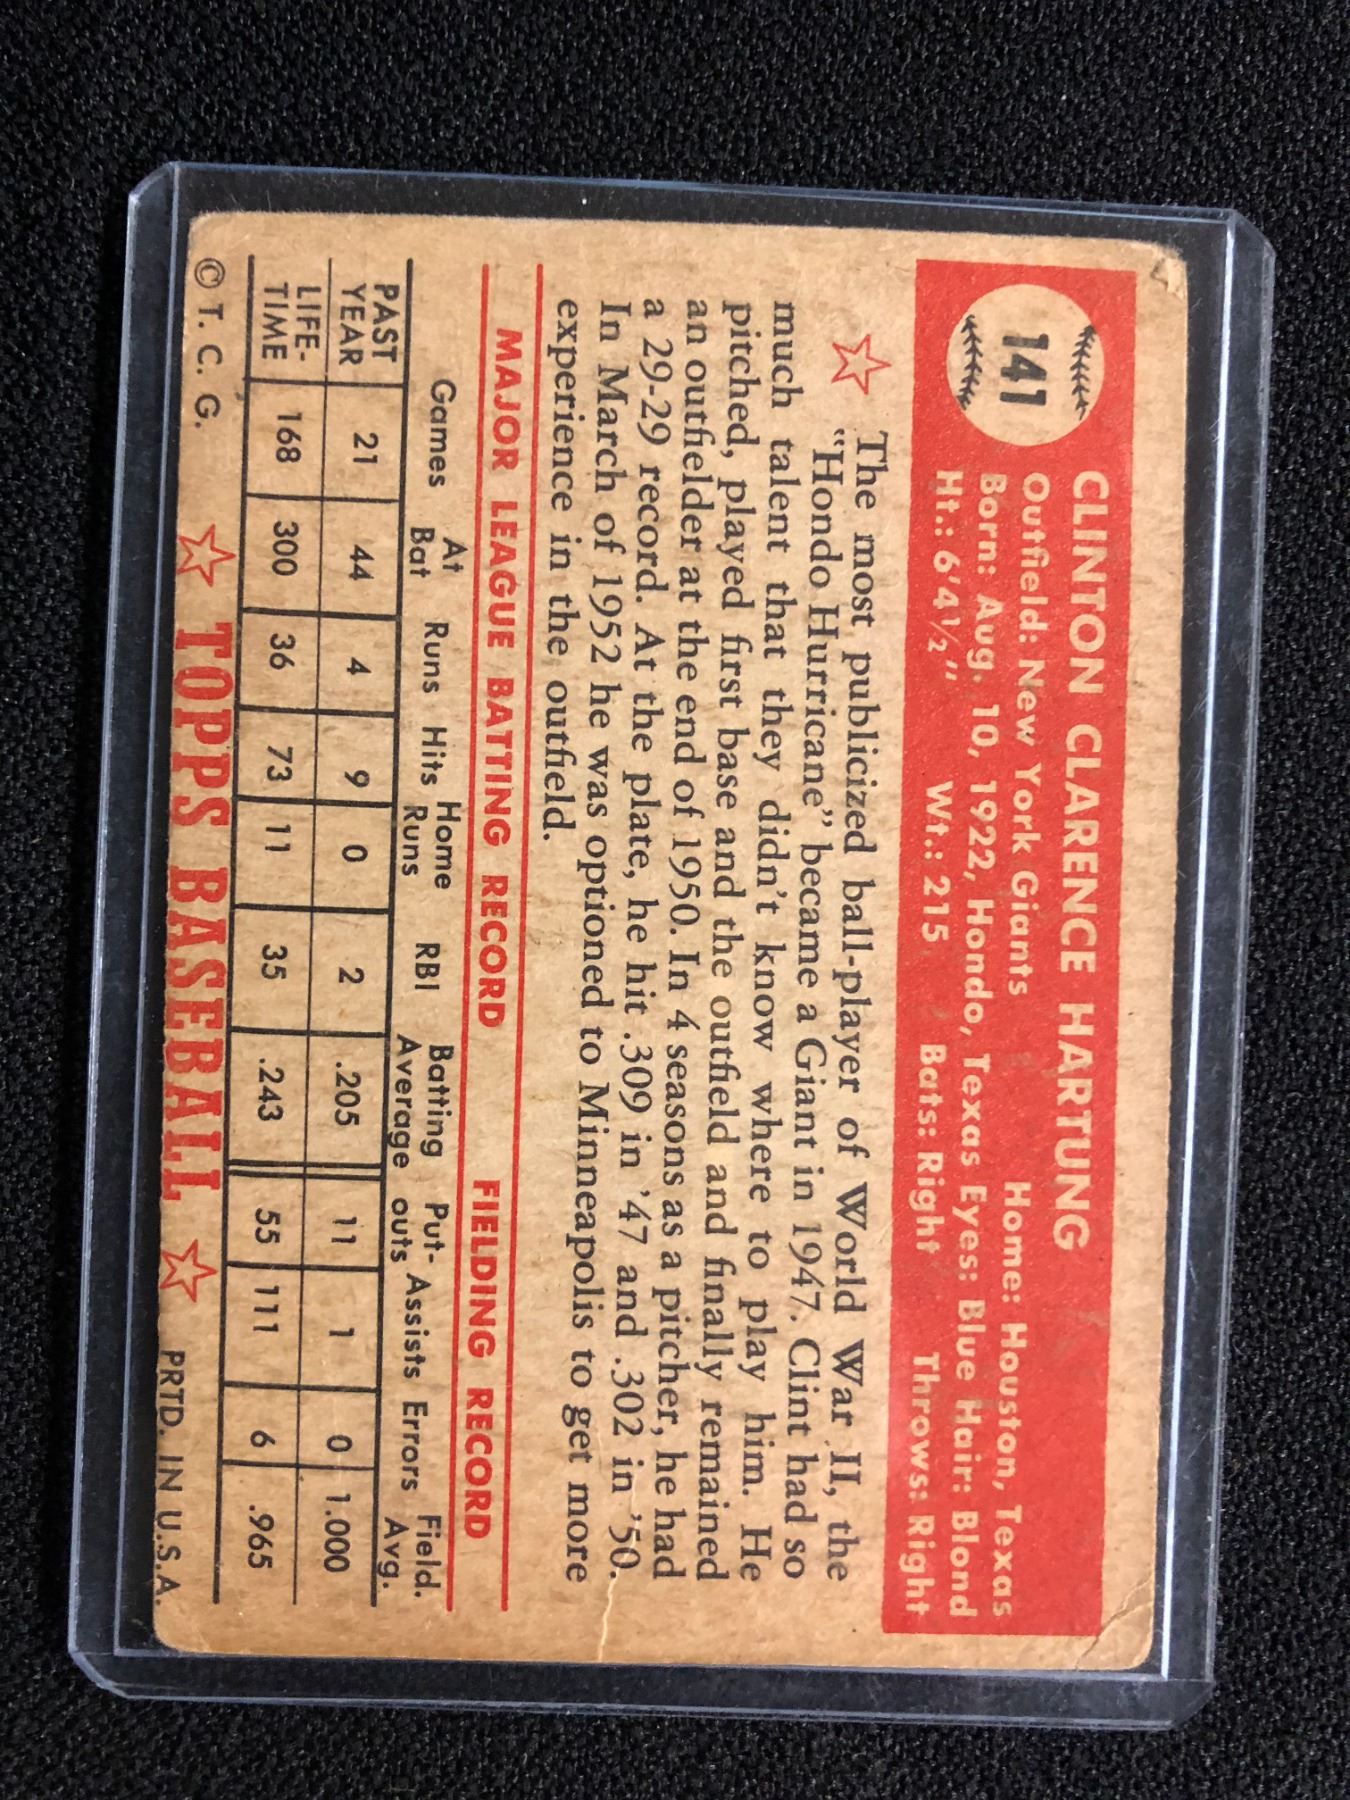 141
CLINTON CLARENCE HARTUNG
Outfield: New York Giants Home: Houston, Texas
Born: Aug. 10, 1922, Hondo, Texas Eyes: Blue Hair: Blond
Ht.: 6'4½" Wt.: 215 Bats: Right Throws: Right
The most publicized ball-player of World War II, the
"Hondo Hurricane" became a Giant in 1947. Clint had so
much talent that they didn't know where to play him. He
pitched, played first base and the outfield and finally remained
an outfielder at the end of 1950. In 4 seasons as a pitcher, he had
a 29-29 record. At the plate, he hit .309 in '47 and .302 in '50.
In March of 1952 he was optioned to Minneapolis to get more
experience in the outfield.
MAJOR LEAGUE BATTING RECORD FIELDING RECORD
Games At Bat Runs Hits Home Runs RBI Batting Average Put-outs Assists Errors Field. Avg.
PAST YEAR 21 44 4 9 0 2 .205 11 1 0 1.000
LIFE-TIME 168 300 36 73 11 35 .243 55 111 6 .965
© T. C. G. TOPPS BASEBALL PRTD. IN U.S.A.